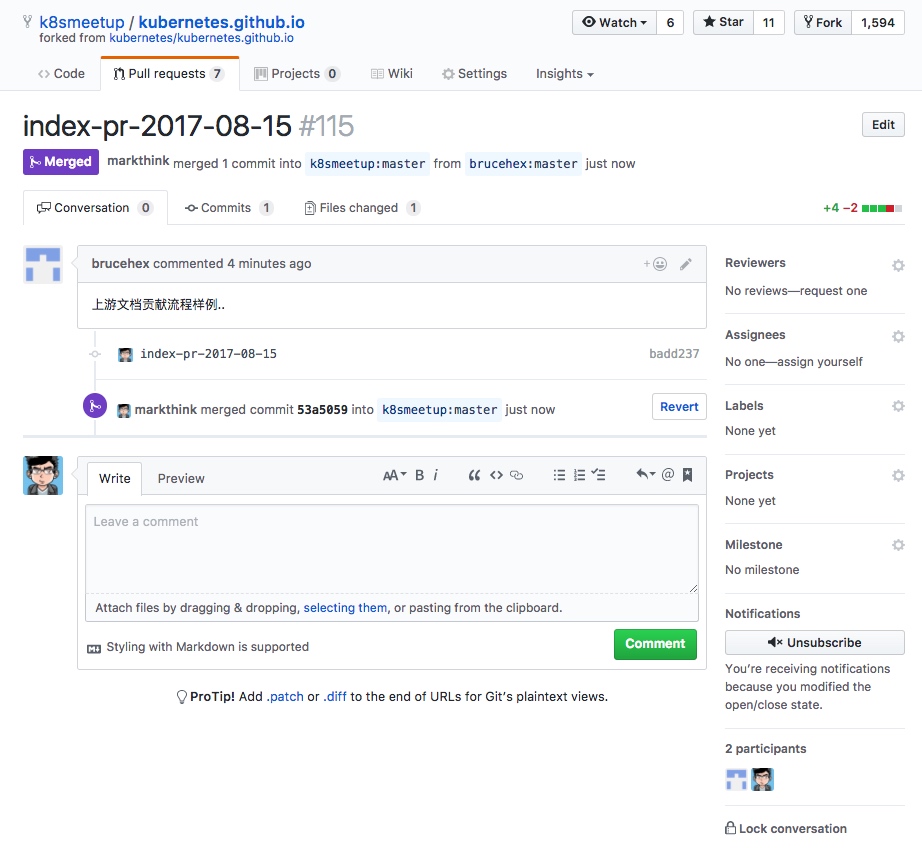 k8smeetup / kubernetes.github.io
forked from kubernetes/kubernetes.github.io
Watch 6 Star 11 Fork 1,594
Code Pull requests 7 Projects 0 Wiki Settings Insights
index-pr-2017-08-15 #115
Edit
Merged markthink merged 1 commit into k8smeetup:master from brucehex:master just now
Conversation 0 Commits 1 Files changed 1 +4 −2
brucehex commented 4 minutes ago
上游文档贡献流程样例..
index-pr-2017-08-15 badd237
markthink merged commit 53a5059 into k8smeetup:master just now Revert
Write Preview AA B i
Leave a comment
Attach files by dragging & dropping, selecting them, or pasting from the clipboard.
Styling with Markdown is supported
Comment
ProTip! Add .patch or .diff to the end of URLs for Git's plaintext views.
Reviewers
No reviews—request one
Assignees
No one—assign yourself
Labels
None yet
Projects
None yet
Milestone
No milestone
Notifications
Unsubscribe
You're receiving notifications
because you modified the
open/close state.
2 participants
Lock conversation